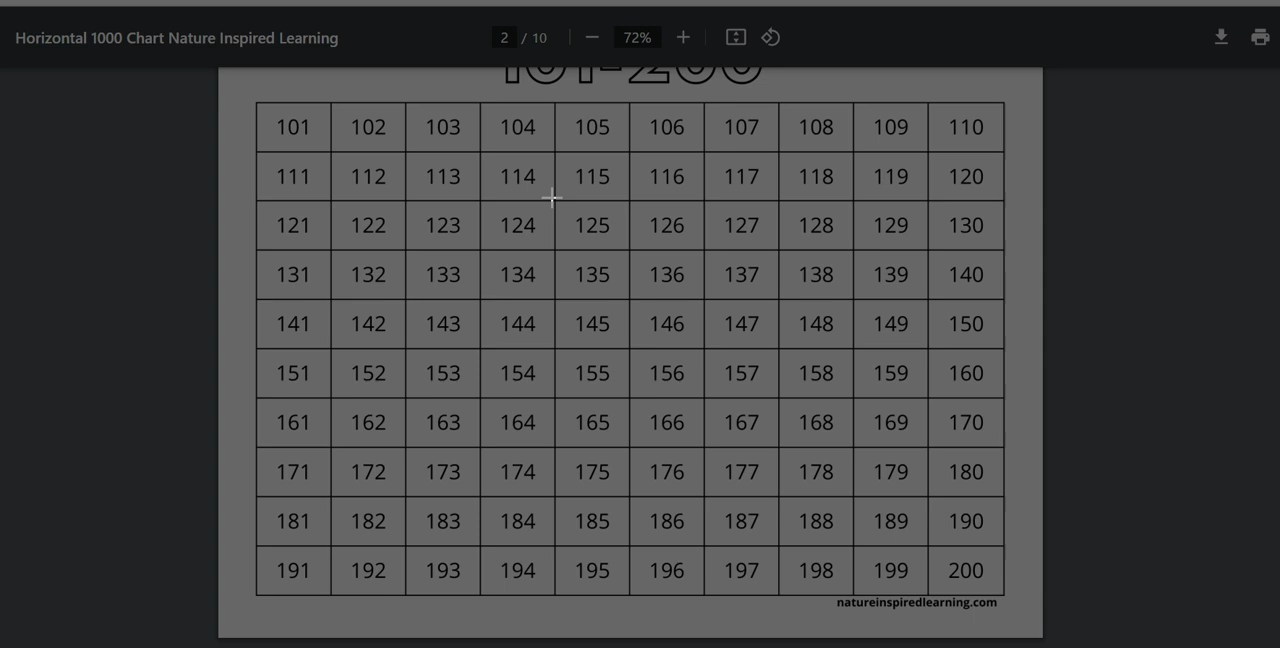 Horizontal 1000 Chart Nature Inspired Learning 2 / 10 72%
101-200
101 102 103 104 105 106 107 108 109 110
111 112 113 114 115 116 117 118 119 120
121 122 123 124 125 126 127 128 129 130
131 132 133 134 135 136 137 138 139 140
141 142 143 144 145 146 147 148 149 150
151 152 153 154 155 156 157 158 159 160
161 162 163 164 165 166 167 168 169 170
171 172 173 174 175 176 177 178 179 180
181 182 183 184 185 186 187 188 189 190
191 192 193 194 195 196 197 198 199 200
natureinspiredlearning.com